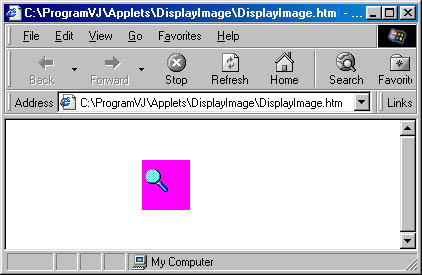 C:\ProgramVJ\Applets\DisplayImage\DisplayImage.htm - ...
File Edit View Go Favorites Help
Back Forward Stop Refresh Home Search Favorite
Address C:\ProgramVJ\Applets\DisplayImage\DisplayImage.htm Links
My Computer